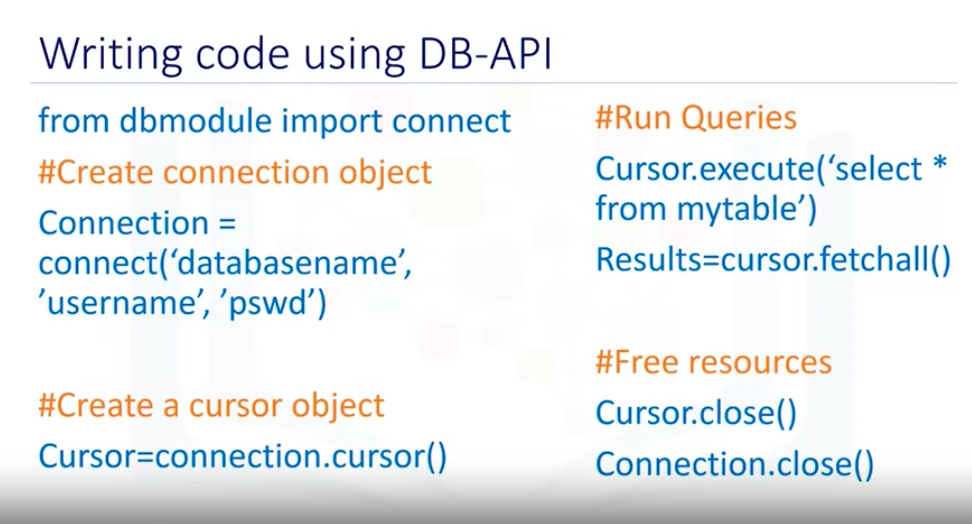 Writing code using DB-API
from dbmodule import connect
#Create connection object
Connection =
connect(‘databasename’,
’username’, ’pswd’)
#Create a cursor object
Cursor=connection.cursor()
#Run Queries
Cursor.execute(‘select *
from mytable’)
Results=cursor.fetchall()
#Free resources
Cursor.close()
Connection.close()